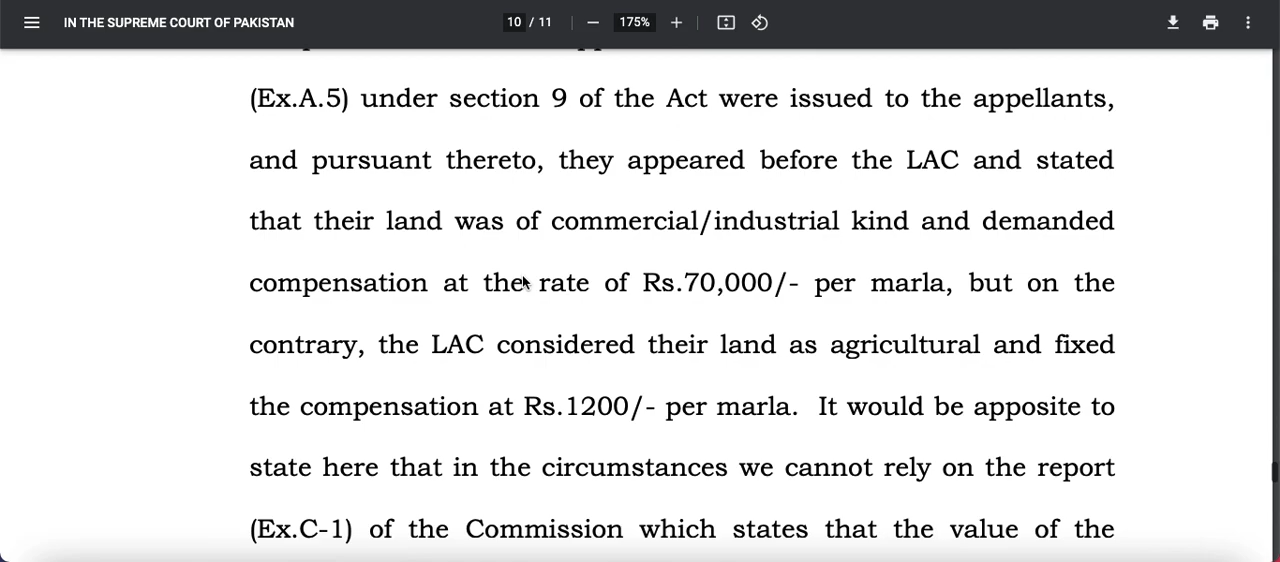 IN THE SUPREME COURT OF PAKISTAN
10 / 11
175%
(Ex.A.5) under section 9 of the Act were issued to the appellants,
and pursuant thereto, they appeared before the LAC and stated
that their land was of commercial/industrial kind and demanded
compensation at the rate of Rs.70,000/- per marla, but on the
contrary, the LAC considered their land as agricultural and fixed
the compensation at Rs.1200/- per marla. It would be apposite to
state here that in the circumstances we cannot rely on the report
(Ex.C-1) of the Commission which states that the value of the